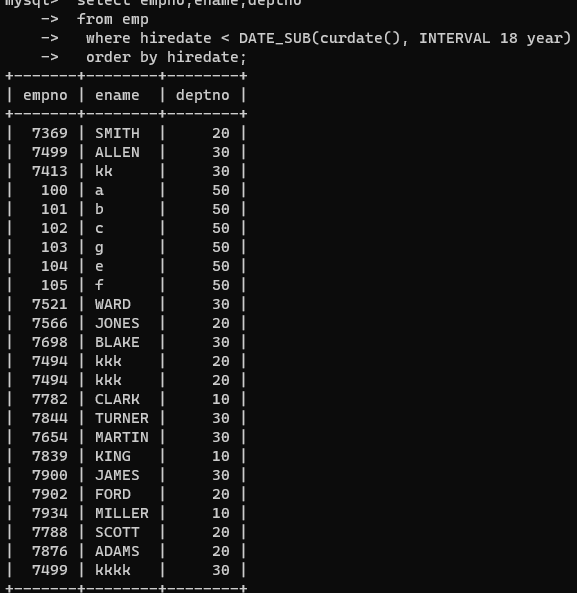 mysql>  select empno,ename,deptno
    ->  from emp
    ->   where hiredate < DATE_SUB(curdate(), INTERVAL 18 year)
    ->   order by hiredate;
+-------+--------+--------+
| empno | ename  | deptno |
+-------+--------+--------+
|  7369 | SMITH  |     20 |
|  7499 | ALLEN  |     30 |
|  7413 | kk     |     30 |
|   100 | a      |     50 |
|   101 | b      |     50 |
|   102 | c      |     50 |
|   103 | g      |     50 |
|   104 | e      |     50 |
|   105 | f      |     50 |
|  7521 | WARD   |     30 |
|  7566 | JONES  |     20 |
|  7698 | BLAKE  |     30 |
|  7494 | kkk    |     20 |
|  7494 | kkk    |     20 |
|  7782 | CLARK  |     10 |
|  7844 | TURNER |     30 |
|  7654 | MARTIN |     30 |
|  7839 | KING   |     10 |
|  7900 | JAMES  |     30 |
|  7902 | FORD   |     20 |
|  7934 | MILLER |     10 |
|  7788 | SCOTT  |     20 |
|  7876 | ADAMS  |     20 |
|  7499 | kkkk   |     30 |
+-------+--------+--------+